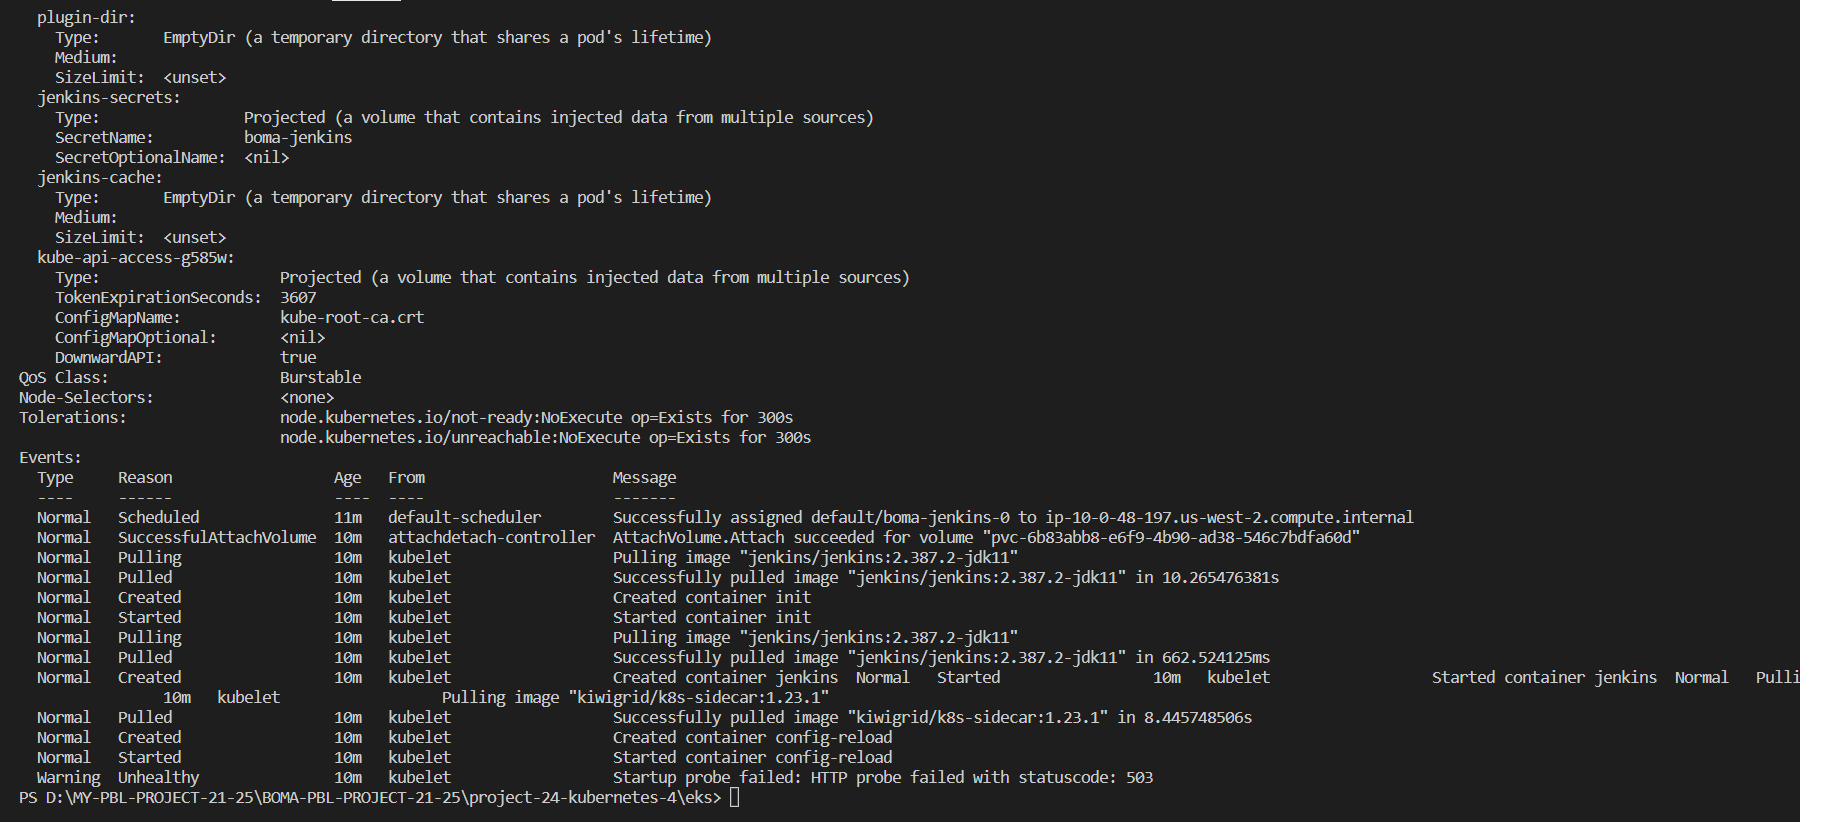 plugin-dir:
Type:       EmptyDir (a temporary directory that shares a pod's lifetime)
Medium:
SizeLimit:  <unset>
jenkins-secrets:
Type:                Projected (a volume that contains injected data from multiple sources)
SecretName:          boma-jenkins
SecretOptionalName:  <nil>
jenkins-cache:
Type:       EmptyDir (a temporary directory that shares a pod's lifetime)
Medium:
SizeLimit:  <unset>
kube-api-access-g585w:
Type:                    Projected (a volume that contains injected data from multiple sources)
TokenExpirationSeconds:  3607
ConfigMapName:           kube-root-ca.crt
ConfigMapOptional:       <nil>
DownwardAPI:             true
QoS Class:                   Burstable
Node-Selectors:              <none>
Tolerations:                 node.kubernetes.io/not-ready:NoExecute op=Exists for 300s
node.kubernetes.io/unreachable:NoExecute op=Exists for 300s
Events:
Type     Reason                  Age   From                     Message
----     ------                  ----  ----                     -------
Normal   Scheduled               11m   default-scheduler        Successfully assigned default/boma-jenkins-0 to ip-10-0-48-197.us-west-2.compute.internal
Normal   SuccessfulAttachVolume  10m   attachdetach-controller  AttachVolume.Attach succeeded for volume "pvc-6b83abb8-e6f9-4b90-ad38-546c7bdfa60d"
Normal   Pulling                 10m   kubelet                  Pulling image "jenkins/jenkins:2.387.2-jdk11"
Normal   Pulled                  10m   kubelet                  Successfully pulled image "jenkins/jenkins:2.387.2-jdk11" in 10.265476381s
Normal   Created                 10m   kubelet                  Created container init
Normal   Started                 10m   kubelet                  Started container init
Normal   Pulling                 10m   kubelet                  Pulling image "jenkins/jenkins:2.387.2-jdk11"
Normal   Pulled                  10m   kubelet                  Successfully pulled image "jenkins/jenkins:2.387.2-jdk11" in 662.524125ms
Normal   Created                 10m   kubelet                  Created container jenkins  Normal   Started                 10m   kubelet                  Started container jenkins  Normal   Pulli
10m   kubelet                  Pulling image "kiwigrid/k8s-sidecar:1.23.1"
Normal   Pulled                  10m   kubelet                  Successfully pulled image "kiwigrid/k8s-sidecar:1.23.1" in 8.445748506s
Normal   Created                 10m   kubelet                  Created container config-reload
Normal   Started                 10m   kubelet                  Started container config-reload
Warning  Unhealthy               10m   kubelet                  Startup probe failed: HTTP probe failed with statuscode: 503
PS D:\MY-PBL-PROJECT-21-25\BOMA-PBL-PROJECT-21-25\project-24-kubernetes-4\eks>